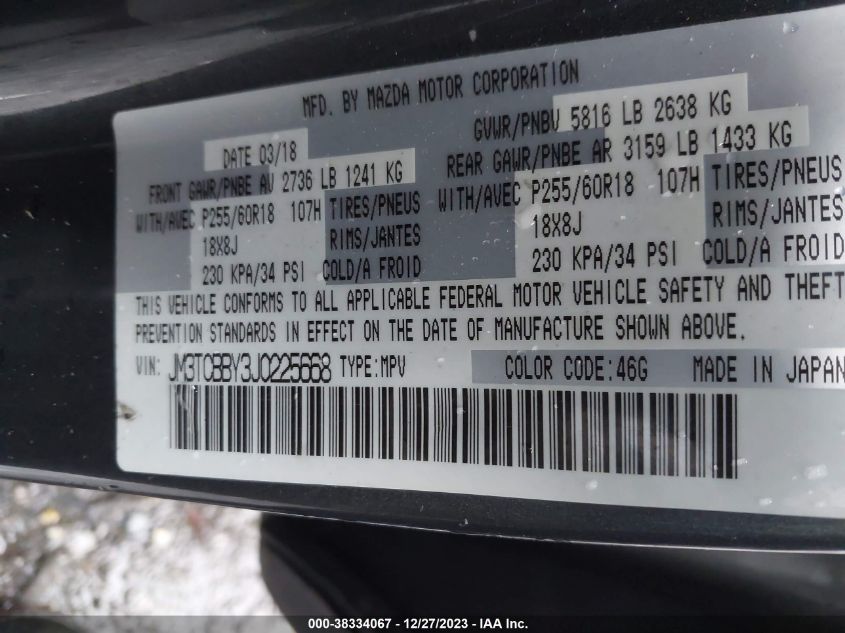 MFD. BY MAZDA MOTOR CORPORATION
DATE 03/18 GVWR/PNBV 5816 LB 2638 KG
FRONT GAWR/PNBE AV 2736 LB 1241 KG REAR GAWR/PNBE AR 3159 LB 1433 KG
WITH/AVEC P255/60R18 107H TIRES/PNEUS WITH/AVEC P255/60R18 107H TIRES/PNEUS
18X8J RIMS/JANTES 18X8J RIMS/JANTES
230 KPA/34 PSI COLD/A FROID 230 KPA/34 PSI COLD/A FROID
THIS VEHICLE CONFORMS TO ALL APPLICABLE FEDERAL MOTOR VEHICLE SAFETY AND THEFT
PREVENTION STANDARDS IN EFFECT ON THE DATE OF MANUFACTURE SHOWN ABOVE.
VIN: JM3TCBBY3J0225668 TYPE:MPV COLOR CODE:46G MADE IN JAPAN
000-38334067 - 12/27/2023 - IAA Inc.